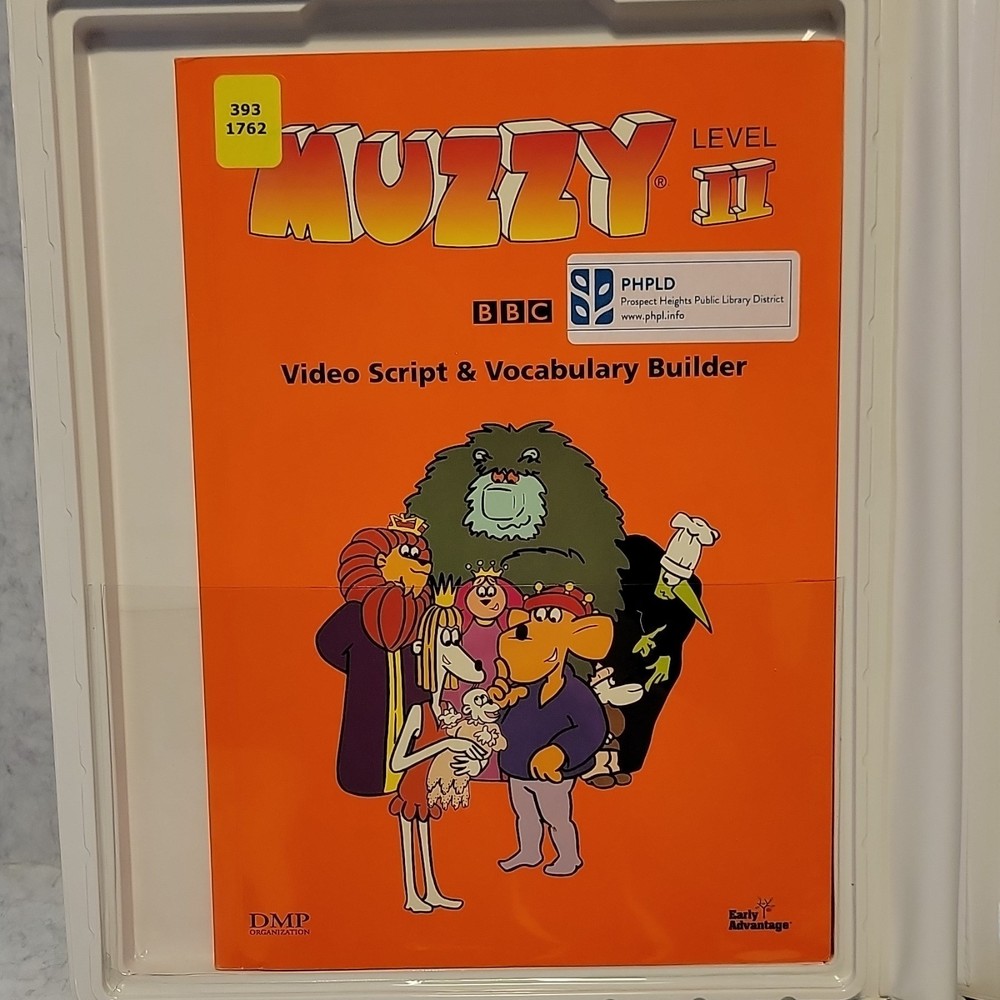 393
1762
MUZZY®
LEVEL
II
BBC
PHPLD
Prospect Heights Public Library District
www.phpl.info
Video Script & Vocabulary Builder
DMP
ORGANIZATION
Early
Advantage®